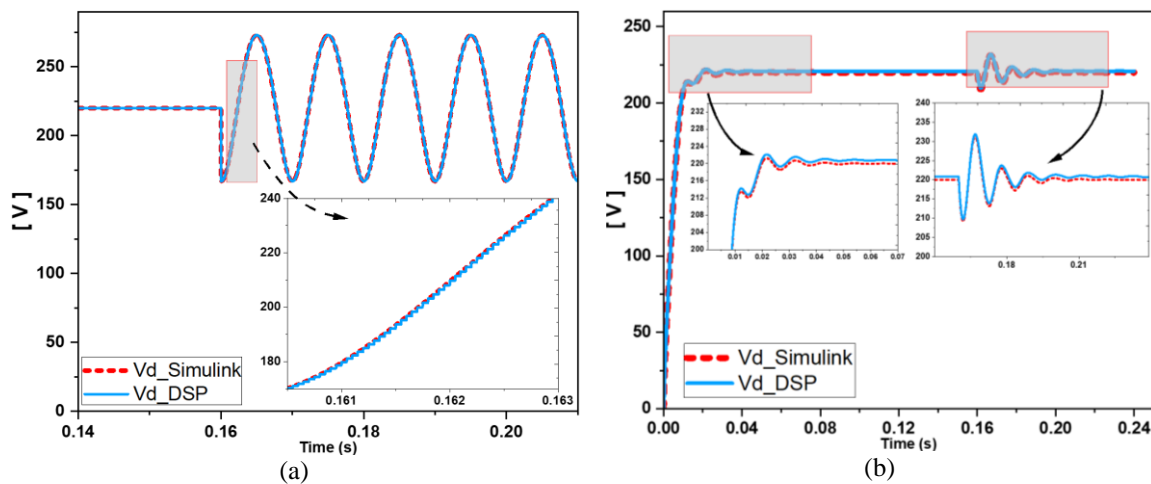 250
200
150
100
50
0
[ V ]
240
220
200
180
0.161 0.162 0.163
Vd_Simulink
Vd_DSP
0.14 0.16 0.18 0.20
Time (s)
(a)
250
200
150
100
50
0
[ V ]
235
232
228
224
220
216
212
208
204
200
0.01 0.02 0.03 0.04 0.05 0.06 0.07
235
230
225
220
215
210
205
200
0.18 0.21
Vd_Simulink
Vd_DSP
0.00 0.04 0.08 0.12 0.16 0.20 0.24
Time (s)
(b)